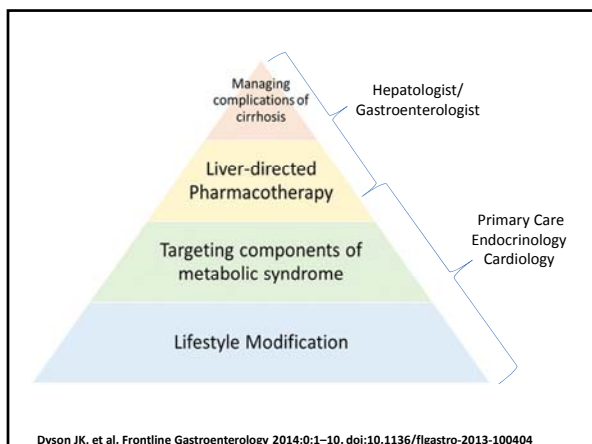 Managing
complications of
cirrhosis
Hepatologist/
Gastroenterologist
Liver-directed
Pharmacotherapy
Primary Care
Endocrinology
Cardiology
Targeting components of
metabolic syndrome
Lifestyle Modification
Dyson JK, et al. Frontline Gastroenterology 2014;0:1–10. doi:10.1136/flgastro-2013-100404